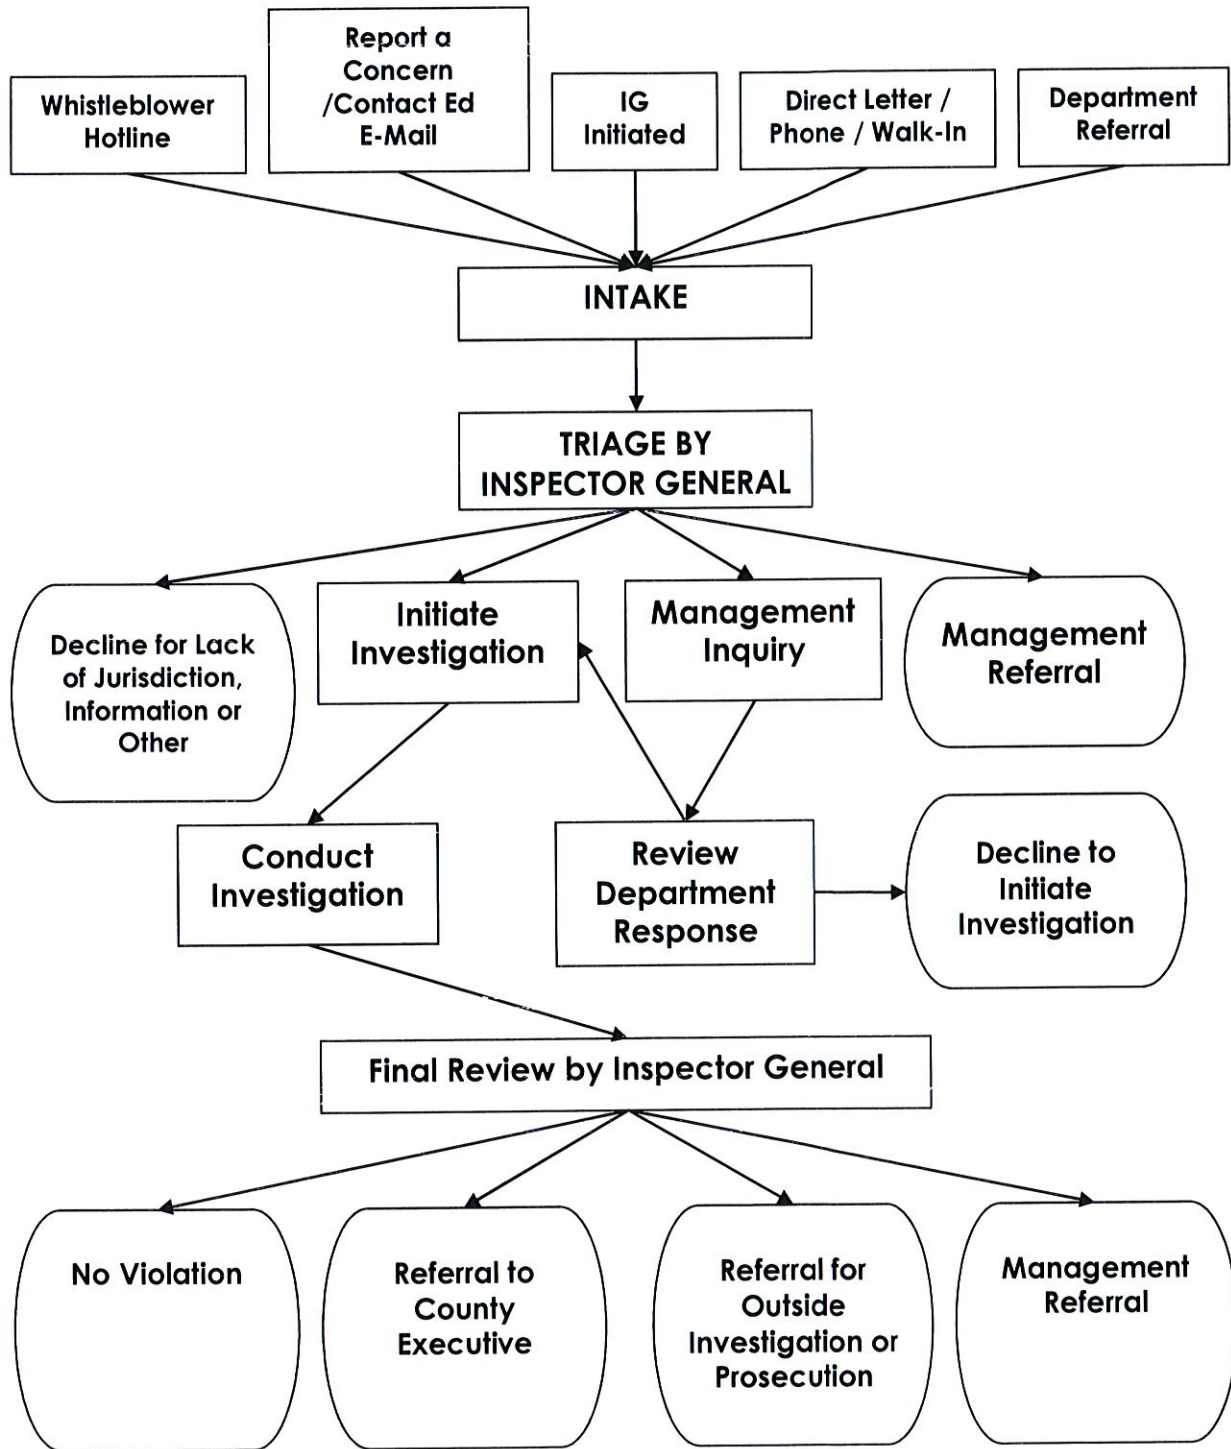 Whistleblower
Hotline
Report a
Concern
/Contact Ed
E-Mail
IG
Initiated
Direct Letter /
Phone / Walk-In
Department
Referral
INTAKE
TRIAGE BY
INSPECTOR GENERAL
Decline for Lack
of Jurisdiction,
Information or
Other
Initiate
Investigation
Management
Inquiry
Management
Referral
Conduct
Investigation
Review
Department
Response
Decline to
Initiate
Investigation
Final Review by Inspector General
No Violation
Referral to
County
Executive
Referral for
Outside
Investigation or
Prosecution
Management
Referral